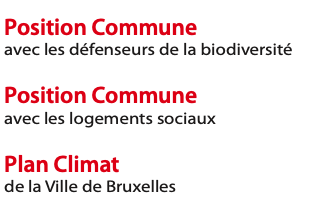 Position Commune
avec les défenseurs de la biodiversité
Position Commune
avec les logements sociaux
Plan Climat
de la Ville de Bruxelles